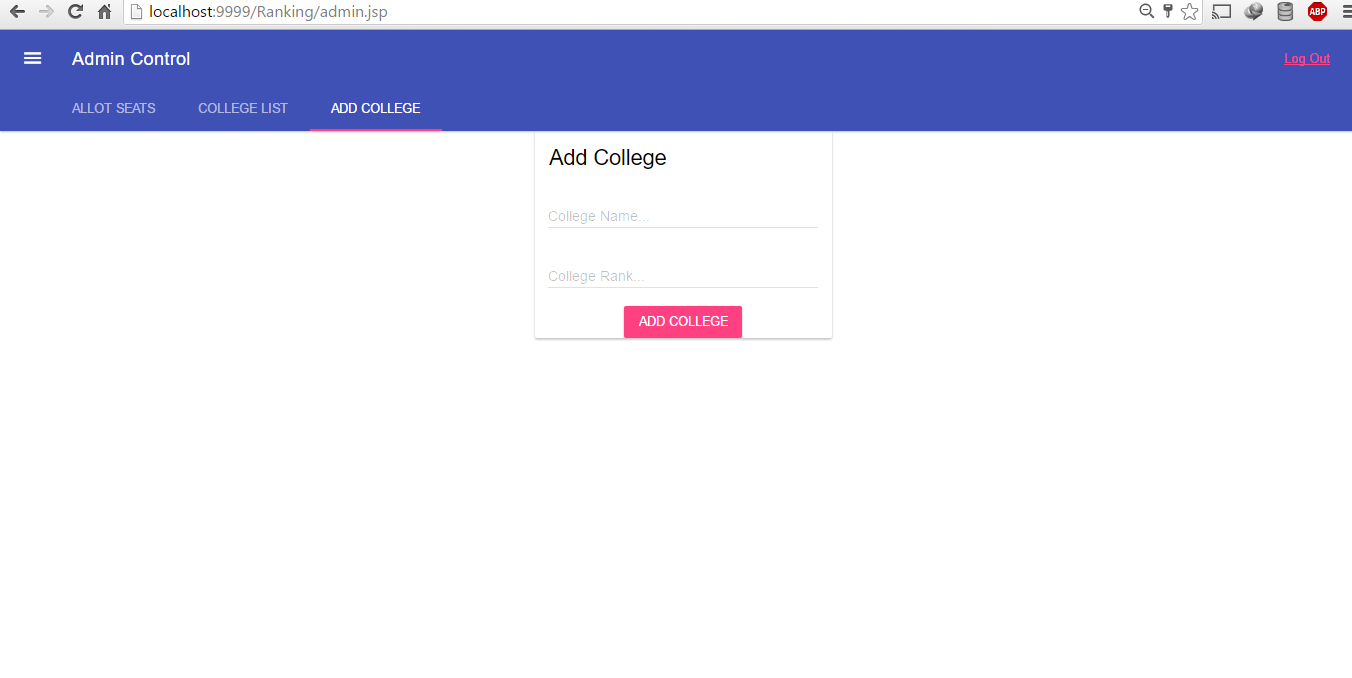 localhost:9999/Ranking/admin.jsp
ABP
Admin Control
Log Out
ALLOT SEATS COLLEGE LIST ADD COLLEGE
Add College
College Name...
College Rank...
ADD COLLEGE